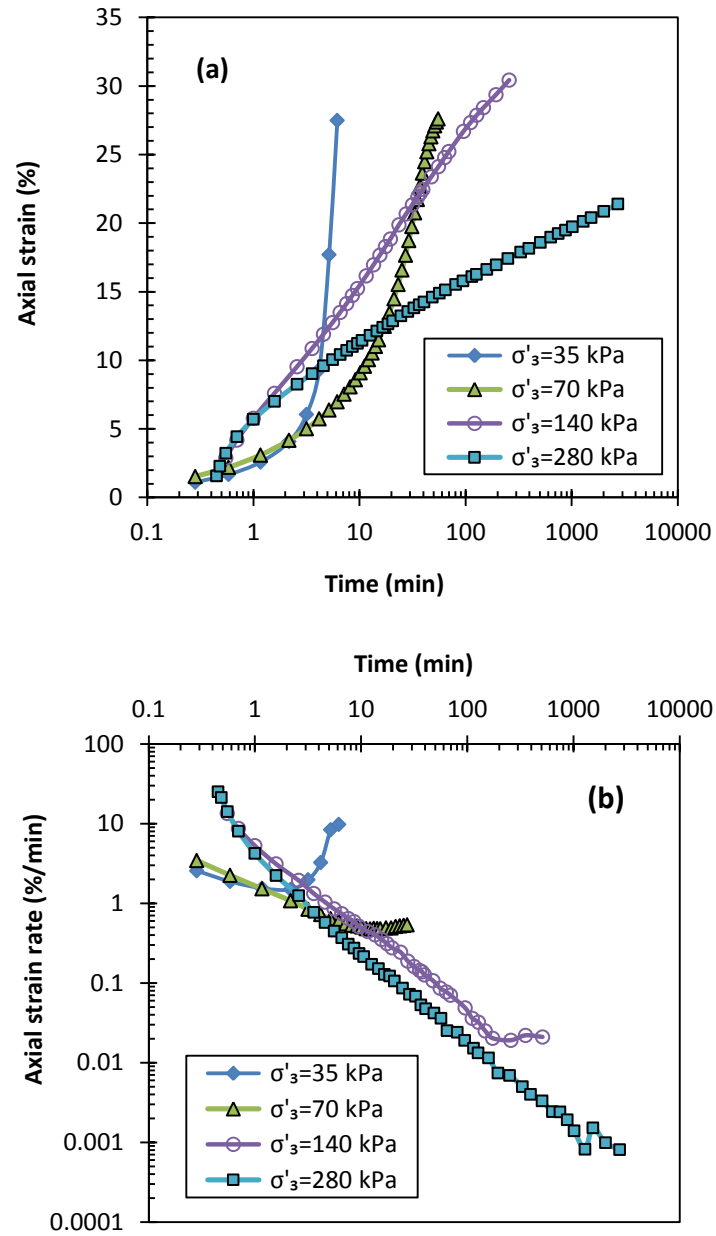 35
30
25
20
15
10
5
0
Axial strain (%)
(a)
σ'₃=35 kPa
σ'₃=70 kPa
σ'₃=140 kPa
σ'₃=280 kPa
0.1 1 10 100 1000 10000
Time (min)
Time (min)
0.1 1 10 100 1000 10000
100
10
1
0.1
0.01
0.001
0.0001
Axial strain rate (%/min)
(b)
σ'₃=35 kPa
σ'₃=70 kPa
σ'₃=140 kPa
σ'₃=280 kPa